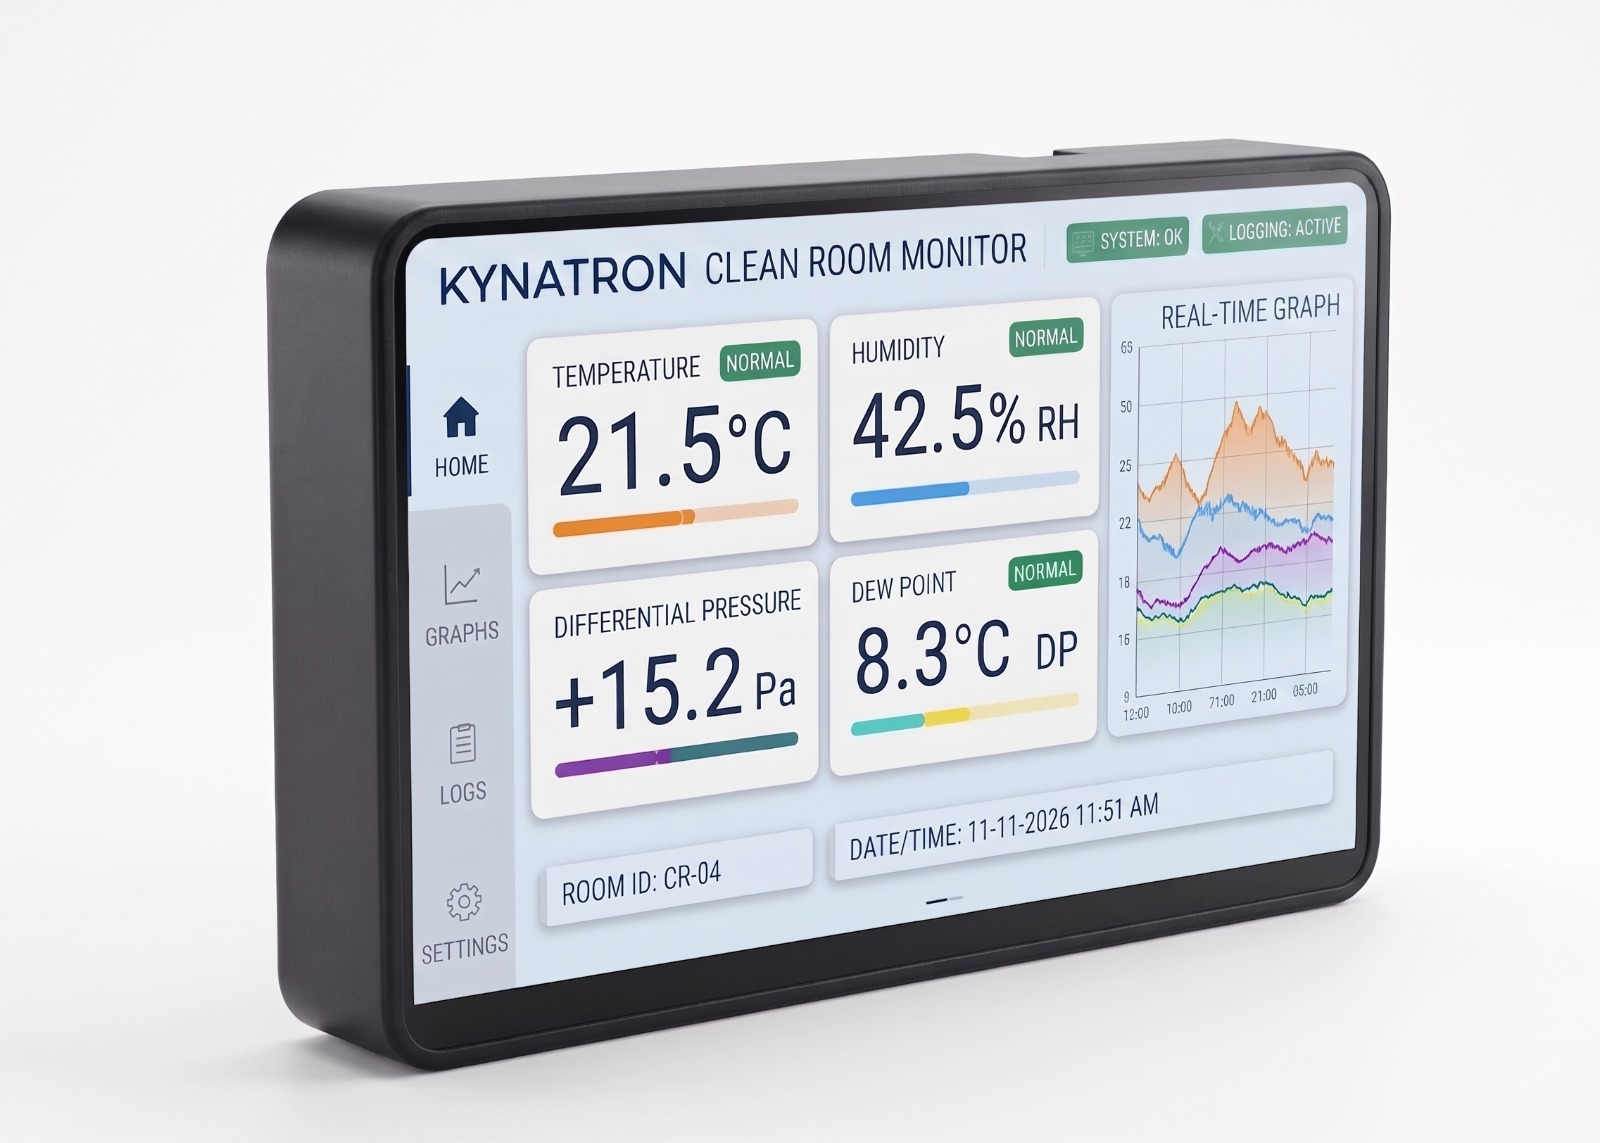 KYNATRON CLEAN ROOM MONITOR
SYSTEM: OK
LOGGING: ACTIVE
HOME
GRAPHS
LOGS
SETTINGS
TEMPERATURE
NORMAL
21.5°C
HUMIDITY
NORMAL
42.5% RH
DIFFERENTIAL PRESSURE
+15.2 Pa
DEW POINT
NORMAL
8.3°C DP
REAL-TIME GRAPH
65
50
25
22
18
15
9
12:00 10:00 71:00 21:00 05:00
ROOM ID: CR-04
DATE/TIME: 11-11-2026 11:51 AM